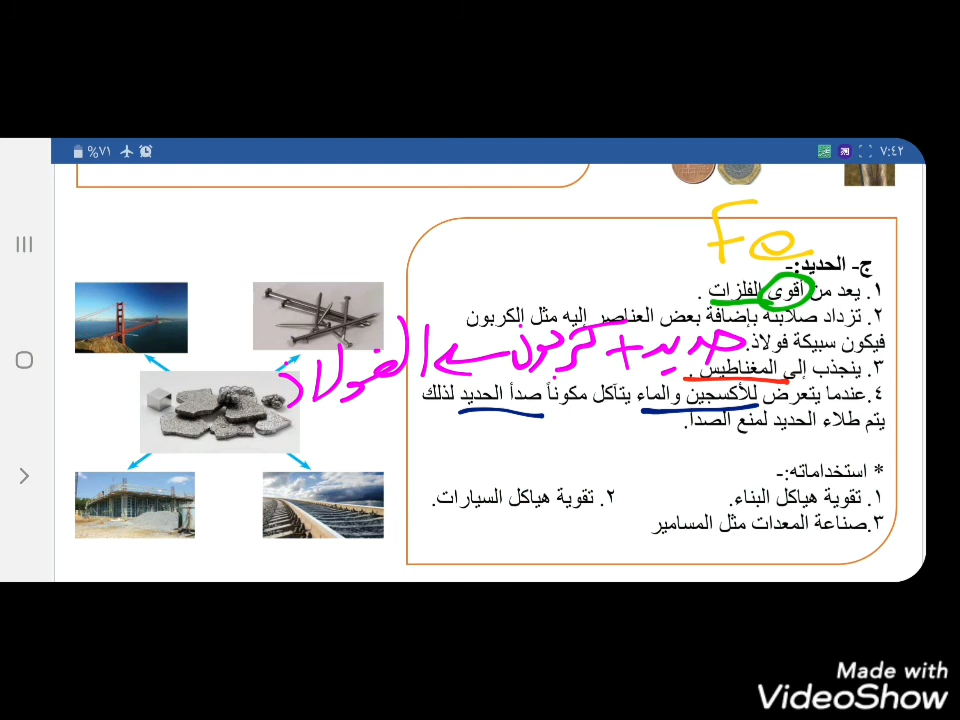 %٧١
٧:٤٢
Fe
ج- الحديد:-
١. يعد من أقوى الفلزات .
٢. تزداد صلابته بإضافة بعض العناصر إليه مثل الكربون
فيكون سبيكة فولاذ.
حديد + كربون ← الفولاذ
٣. ينجذب إلى المغناطيس .
٤.عندما يتعرض للأكسجين والماء يتآكل مكوناً صدأ الحديد لذلك
يتم طلاء الحديد لمنع الصدأ.
* استخداماته:-
١. تقوية هياكل البناء. ٢. تقوية هياكل السيارات.
٣.صناعة المعدات مثل المسامير
Made with
VideoShow